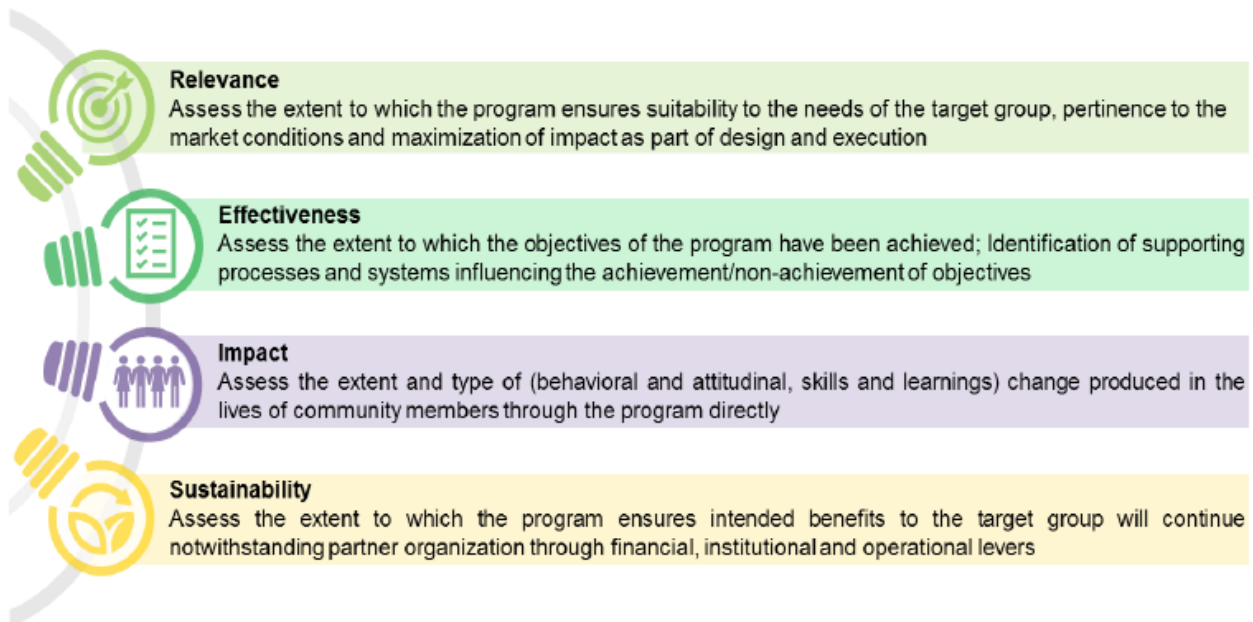 Relevance
Assess the extent to which the program ensures suitability to the needs of the target group, pertinence to the
market conditions and maximization of impact as part of design and execution
Effectiveness
Assess the extent to which the objectives of the program have been achieved; Identification of supporting
processes and systems influencing the achievement/non-achievement of objectives
Impact
Assess the extent and type of (behavioral and attitudinal, skills and learnings) change produced in the
lives of community members through the program directly
Sustainability
Assess the extent to which the program ensures intended benefits to the target group will continue
notwithstanding partner organization through financial, institutional and operational levers